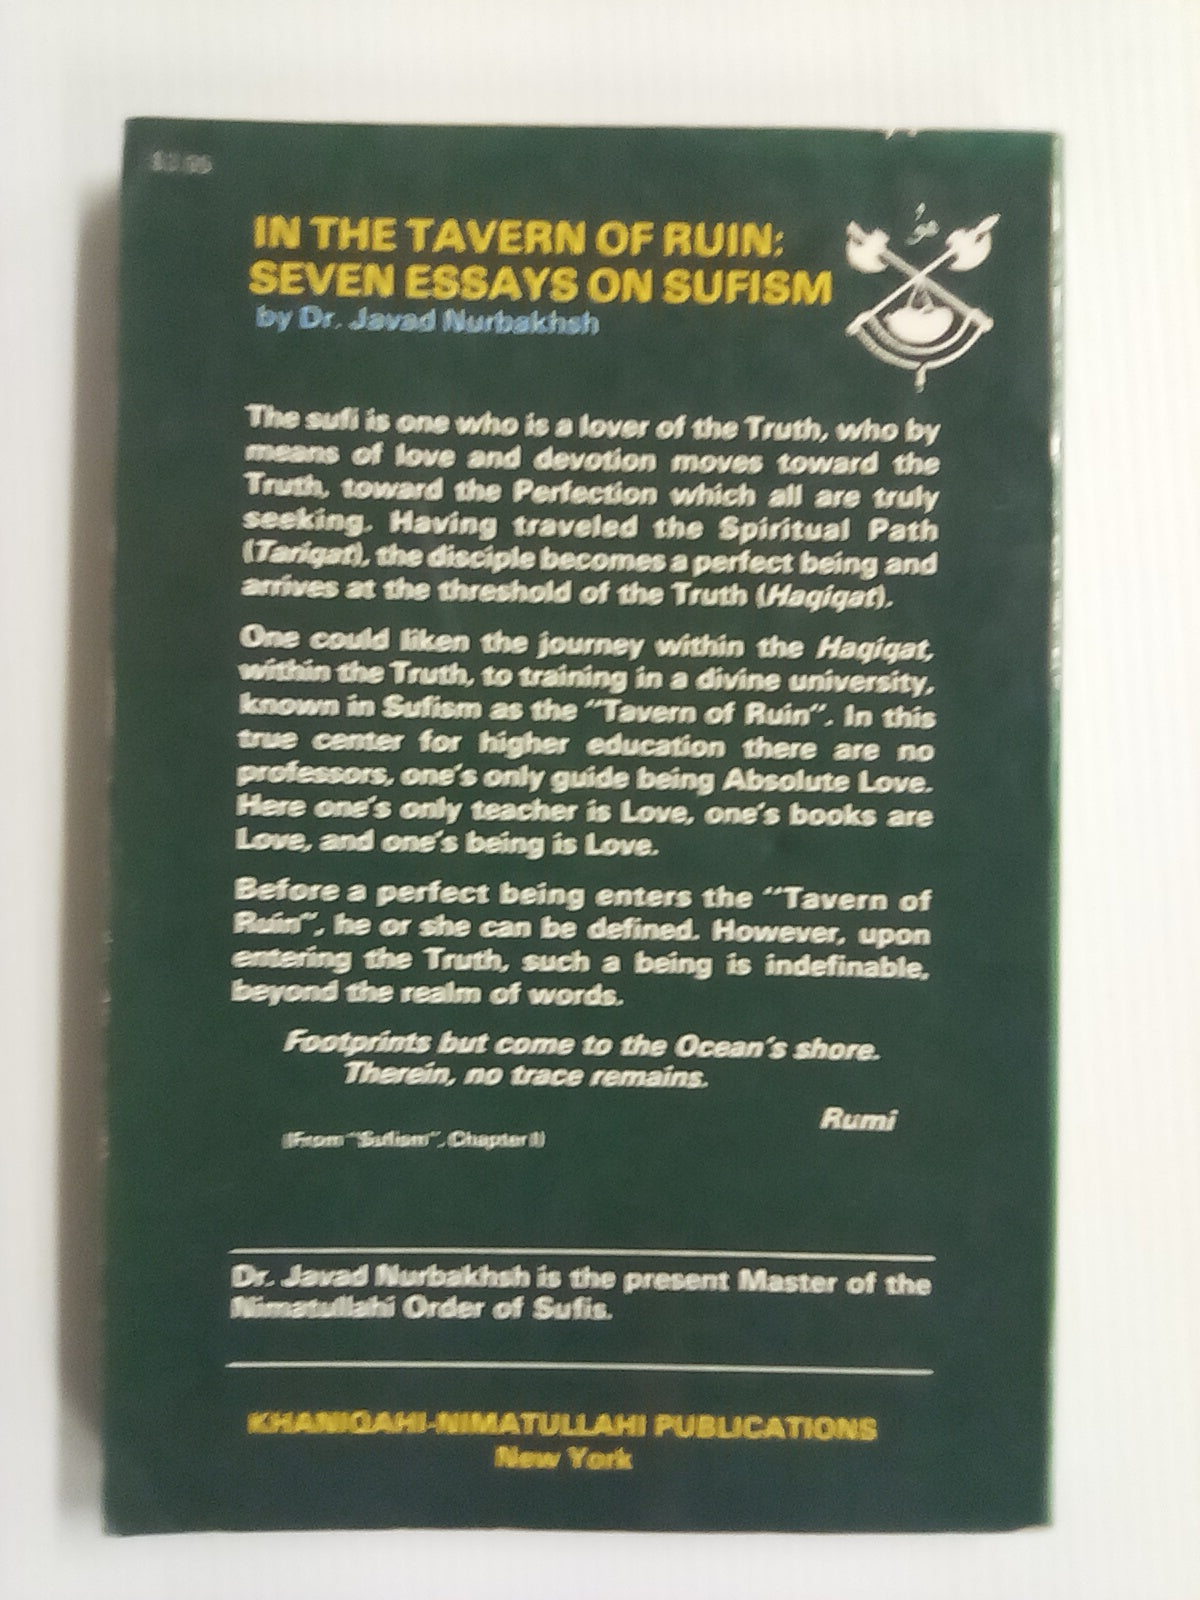 IN THE TAVERN OF RUIN:
SEVEN ESSAYS ON SUFISM
by Dr. Javad Nurbakhsh
The sufi is one who is a lover of the Truth, who by
means of love and devotion moves toward the
Truth, toward the Perfection which all are truly
seeking. Having traveled the Spiritual Path
(Tariqat), the disciple becomes a perfect being and
arrives at the threshold of the Truth (Haqiqat).
One could liken the journey within the Haqiqat,
within the Truth, to training in a divine university,
known in Sufism as the “Tavern of Ruin”. In this
true center for higher education there are no
professors, one's only guide being Absolute Love.
Here one's only teacher is Love, one's books are
Love, and one's being is Love.
Before a perfect being enters the “Tavern of
Ruin”, he or she can be defined. However, upon
entering the Truth, such a being is indefinable,
beyond the realm of words.
Footprints but come to the Ocean's shore.
Therein, no trace remains.
Rumi
(From “Sufism”, Chapter I)
Dr. Javad Nurbakhsh is the present Master of the
Nimatullahi Order of Sufis.
KHANIQAHI-NIMATULLAHI PUBLICATIONS
New York